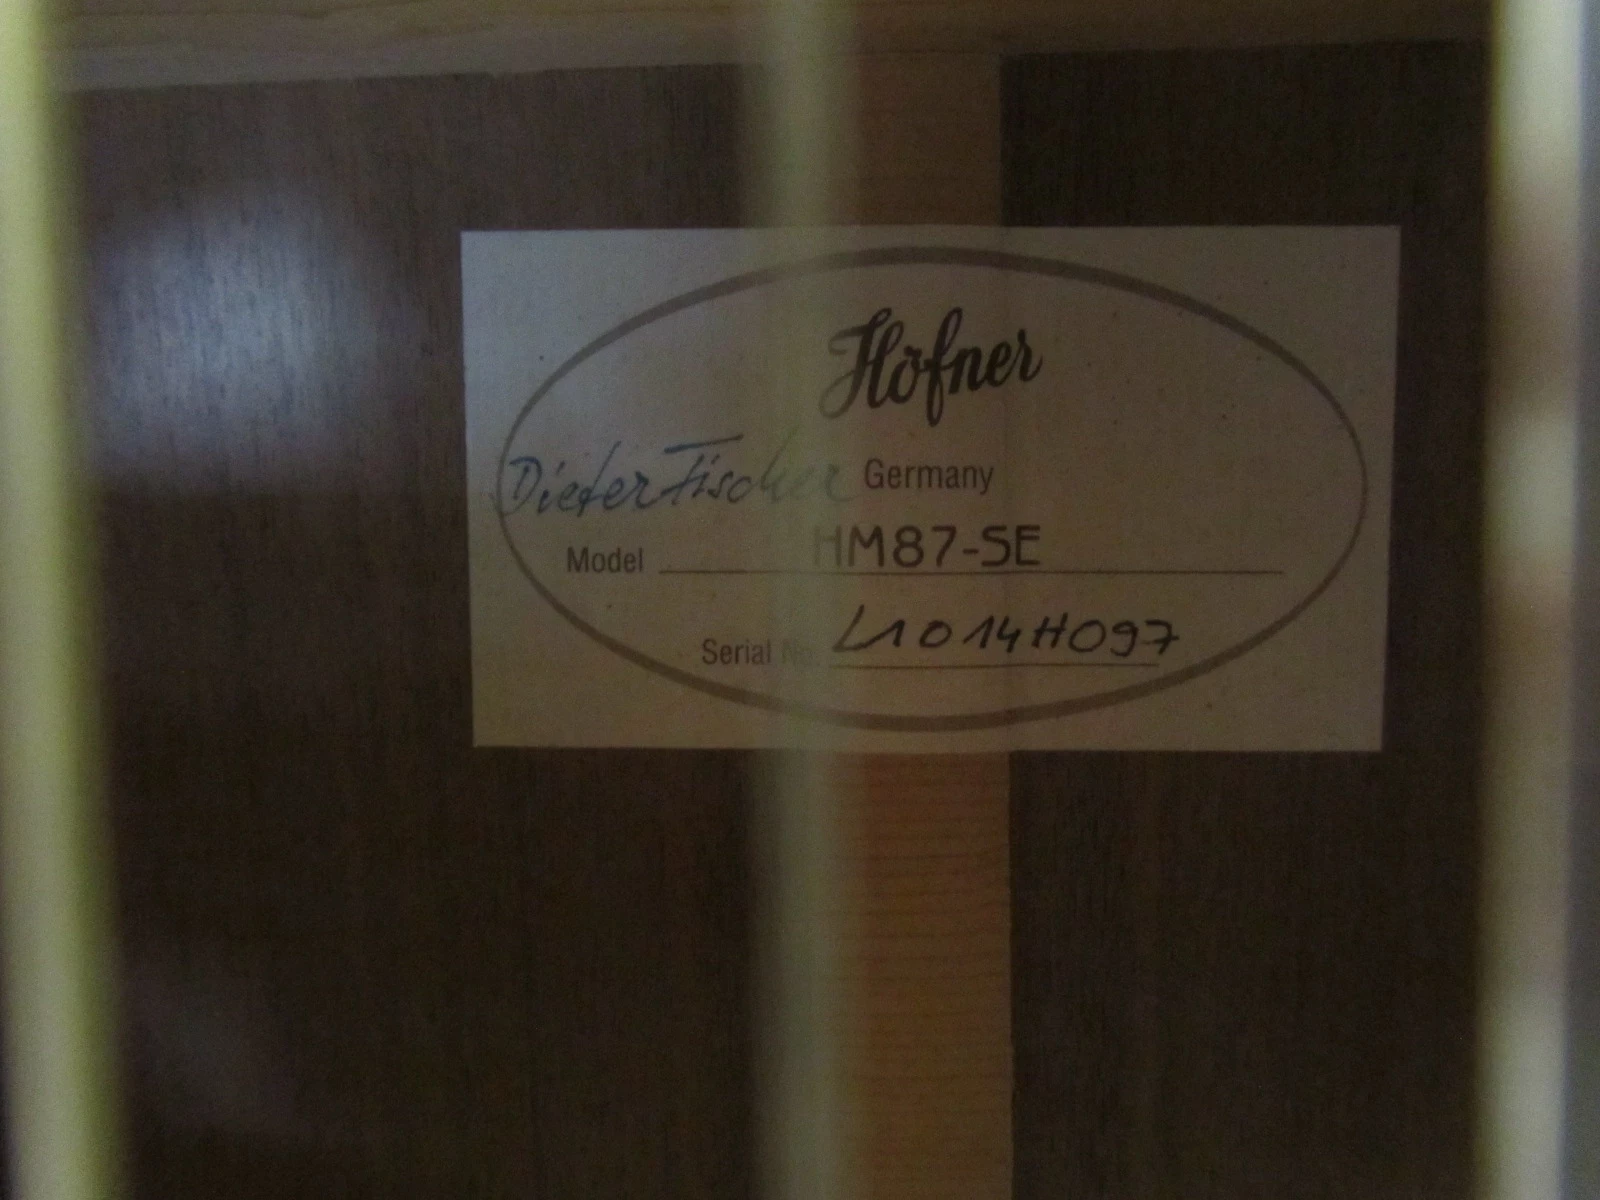 Höfner
Dieter Fischer Germany
Model HM87-SE
Serial No. L1014H097